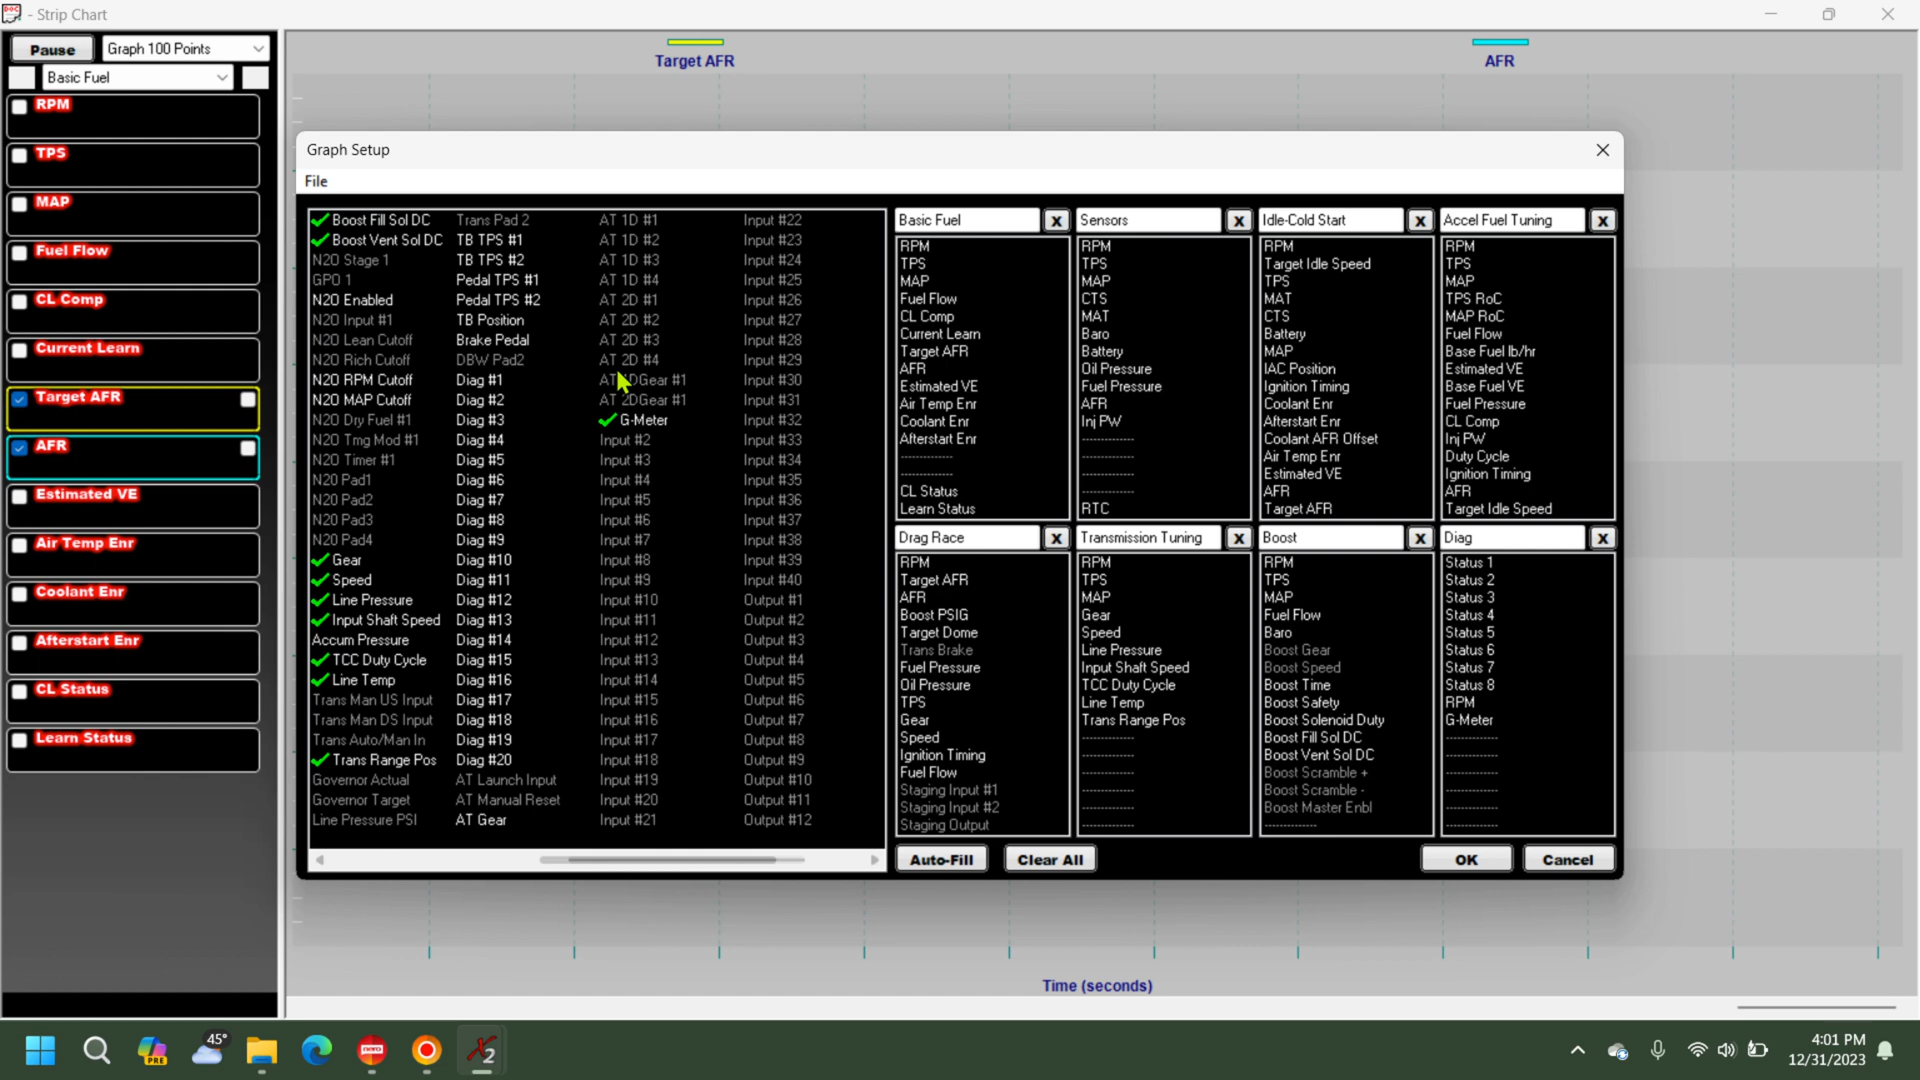 - Strip Chart
Pause
Graph 100 Points
Basic Fuel
RPM
TPS
MAP
Fuel Flow
CL Comp
Current Learn
Target AFR
AFR
Estimated VE
Air Temp Enr
Coolant Enr
Afterstart Enr
CL Status
Learn Status
Target AFR
AFR
Graph Setup
File
Boost Fill Sol DC
Boost Vent Sol DC
N2O Stage 1
GPO 1
N2O Enabled
N2O Input #1
N2O Lean Cutoff
N2O Rich Cutoff
N2O RPM Cutoff
N2O MAP Cutoff
N2O Dry Fuel #1
N2O Tmg Mod #1
N2O Timer #1
N2O Pad1
N2O Pad2
N2O Pad3
N2O Pad4
Gear
Speed
Line Pressure
Input Shaft Speed
Accum Pressure
TCC Duty Cycle
Line Temp
Trans Man US Input
Trans Man DS Input
Trans Auto/Man In
Trans Range Pos
Governor Actual
Governor Target
Line Pressure PSI
Trans Pad 2
TB TPS #1
TB TPS #2
Pedal TPS #1
Pedal TPS #2
TB Position
Brake Pedal
DBW Pad2
Diag #1
Diag #2
Diag #3
Diag #4
Diag #5
Diag #6
Diag #7
Diag #8
Diag #9
Diag #10
Diag #11
Diag #12
Diag #13
Diag #14
Diag #15
Diag #16
Diag #17
Diag #18
Diag #19
Diag #20
AT Launch Input
AT Manual Reset
AT Gear
AT 1D #1
AT 1D #2
AT 1D #3
AT 1D #4
AT 2D #1
AT 2D #2
AT 2D #3
AT 2D #4
AT 1DGear #1
AT 2DGear #1
G-Meter
Input #2
Input #3
Input #4
Input #5
Input #6
Input #7
Input #8
Input #9
Input #10
Input #11
Input #12
Input #13
Input #14
Input #15
Input #16
Input #17
Input #18
Input #19
Input #20
Input #21
Input #22
Input #23
Input #24
Input #25
Input #26
Input #27
Input #28
Input #29
Input #30
Input #31
Input #32
Input #33
Input #34
Input #35
Input #36
Input #37
Input #38
Input #39
Input #40
Output #1
Output #2
Output #3
Output #4
Output #5
Output #6
Output #7
Output #8
Output #9
Output #10
Output #11
Output #12
Basic Fuel X
RPM
TPS
MAP
Fuel Flow
CL Comp
Current Learn
Target AFR
AFR
Estimated VE
Air Temp Enr
Coolant Enr
Afterstart Enr
-------------
-------------
CL Status
Learn Status
Sensors X
RPM
TPS
MAP
CTS
MAT
Baro
Battery
Oil Pressure
Fuel Pressure
AFR
Inj PW
-------------
-------------
-------------
-------------
RTC
Idle-Cold Start X
RPM
Target Idle Speed
TPS
MAT
CTS
Battery
MAP
IAC Position
Ignition Timing
Coolant Enr
Afterstart Enr
Coolant AFR Offset
Air Temp Enr
Estimated VE
AFR
Target AFR
Accel Fuel Tuning X
RPM
TPS
MAP
TPS RoC
MAP RoC
Fuel Flow
Base Fuel lb/hr
Estimated VE
Base Fuel VE
Fuel Pressure
CL Comp
Inj PW
Duty Cycle
Ignition Timing
AFR
Target Idle Speed
Drag Race X
RPM
Target AFR
AFR
Boost PSIG
Target Dome
Trans Brake
Fuel Pressure
Oil Pressure
TPS
Gear
Speed
Ignition Timing
Fuel Flow
Staging Input #1
Staging Input #2
Staging Output
Transmission Tuning X
RPM
TPS
MAP
Gear
Speed
Line Pressure
Input Shaft Speed
TCC Duty Cycle
Line Temp
Trans Range Pos
-------------
-------------
-------------
-------------
-------------
-------------
Boost X
RPM
TPS
MAP
Fuel Flow
Baro
Boost Gear
Boost Speed
Boost Time
Boost Safety
Boost Solenoid Duty
Boost Fill Sol DC
Boost Vent Sol DC
Boost Scramble +
Boost Scramble -
Boost Master Enbl
-------------
Diag X
Status 1
Status 2
Status 3
Status 4
Status 5
Status 6
Status 7
Status 8
RPM
G-Meter
-------------
-------------
-------------
-------------
-------------
-------------
Auto-Fill
Clear All
OK
Cancel
Time (seconds)
45°
PRE
nero
X2
4:01 PM
12/31/2023